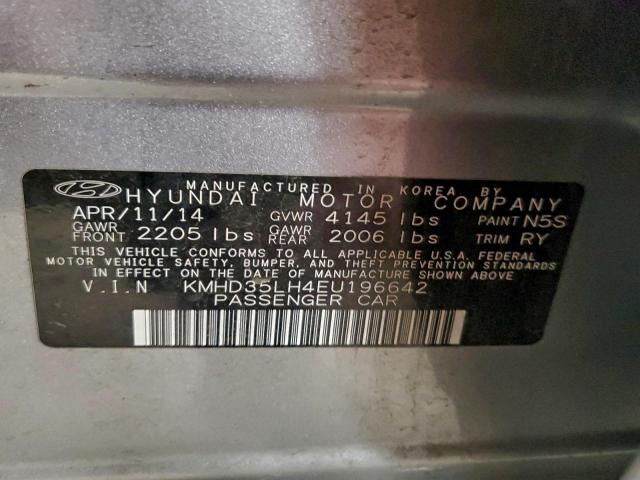 MANUFACTURED IN KOREA BY
HYUNDAI MOTOR COMPANY
APR/11/14 GVWR 4145 lbs PAINT N5S
GAWR FRONT 2205 lbs GAWR REAR 2006 lbs TRIM RY
THIS VEHICLE CONFORMS TO ALL APPLICABLE U.S.A. FEDERAL
MOTOR VEHICLE SAFETY, BUMPER, AND THEFT PREVENTION STANDARDS
IN EFFECT ON THE DATE OF MANUFACTURE SHOWN ABOVE
V.I.N KMHD35LH4EU196642
PASSENGER CAR